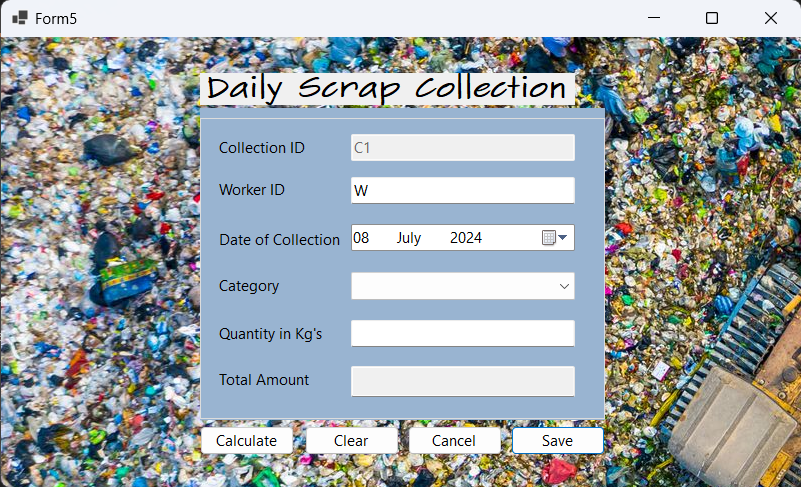 Form5
Daily Scrap Collection
Collection ID C1
Worker ID W
Date of Collection 08 July 2024
Category
Quantity in Kg's
Total Amount
Calculate Clear Cancel Save